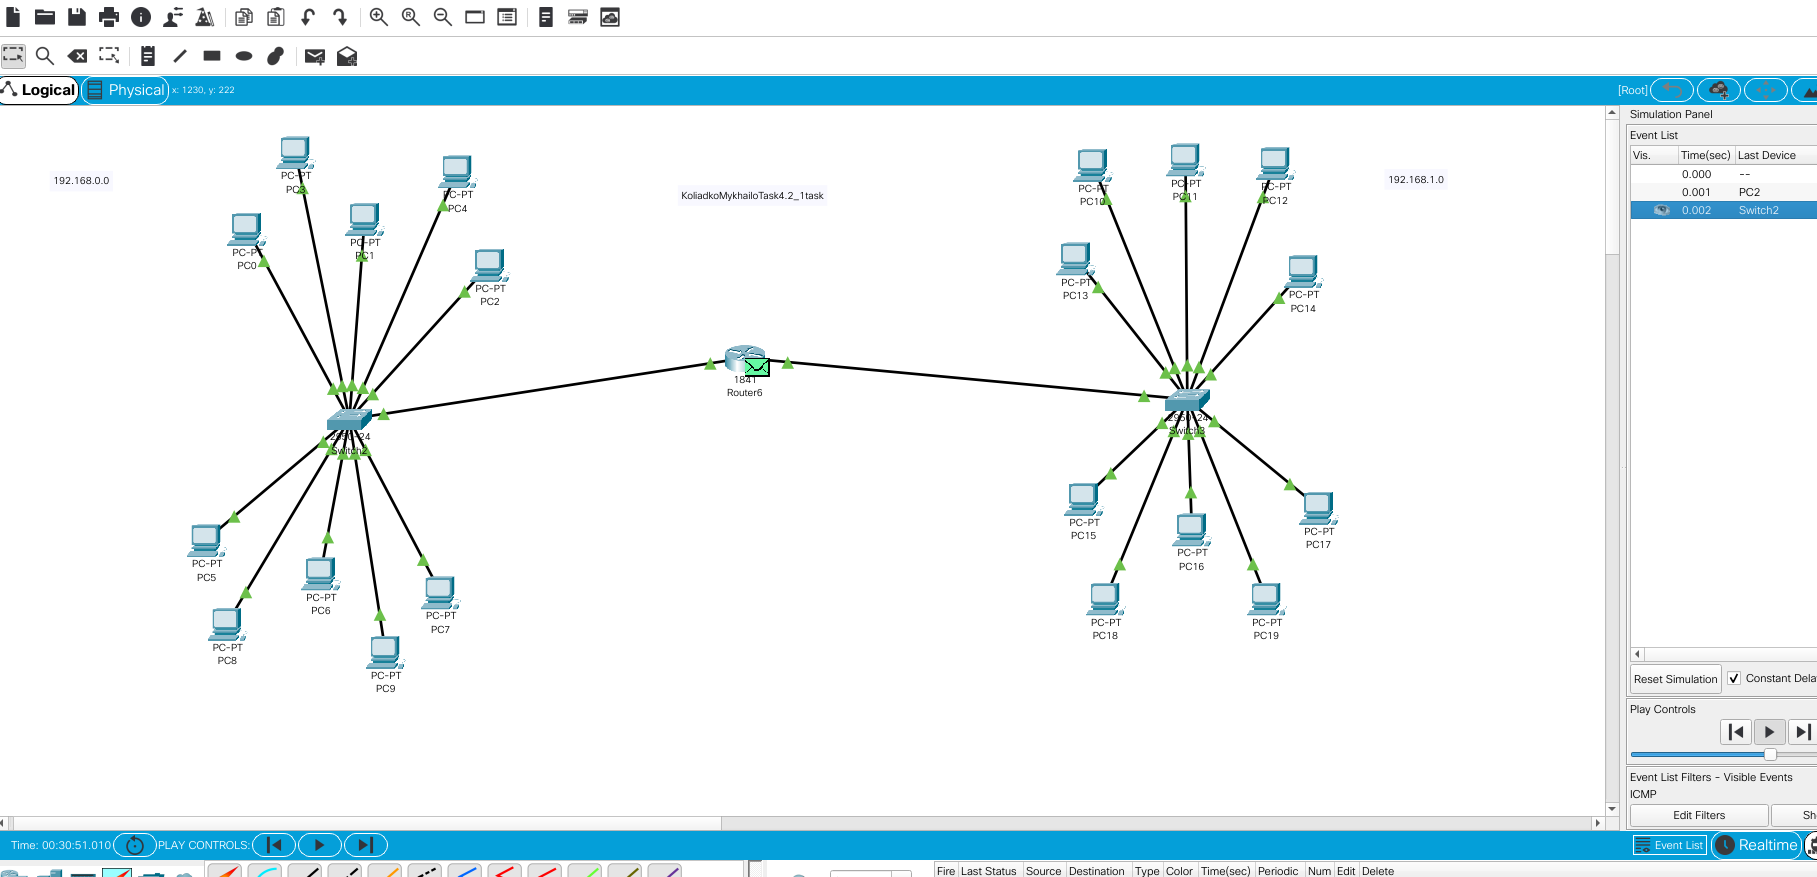 Logical
Physical
x: 1230, y: 222
[Root]
192.168.0.0
PC-PT
PC3
PC-PT
PC4
PC-PT
PC0
PC-PT
PC1
PC-PT
PC2
KoliadkoMykhailoTask4.2_1task
PC-PT
PC10
PC-PT
PC11
PC-PT
PC12
192.168.1.0
PC-PT
PC13
PC-PT
PC14
1841
Router6
2950-24
Switch2
2950-24
Switch3
PC-PT
PC5
PC-PT
PC6
PC-PT
PC7
PC-PT
PC8
PC-PT
PC9
PC-PT
PC15
PC-PT
PC16
PC-PT
PC17
PC-PT
PC18
PC-PT
PC19
Simulation Panel
Event List
Vis. Time(sec) Last Device
0.000 --
0.001 PC2
0.002 Switch2
Reset Simulation
Constant Dela
Play Controls
Event List Filters - Visible Events
ICMP
Edit Filters
Sh
Time: 00:30:51.010
PLAY CONTROLS:
Event List
Realtime
Fire Last Status Source Destination Type Color Time(sec) Periodic Num Edit Delete